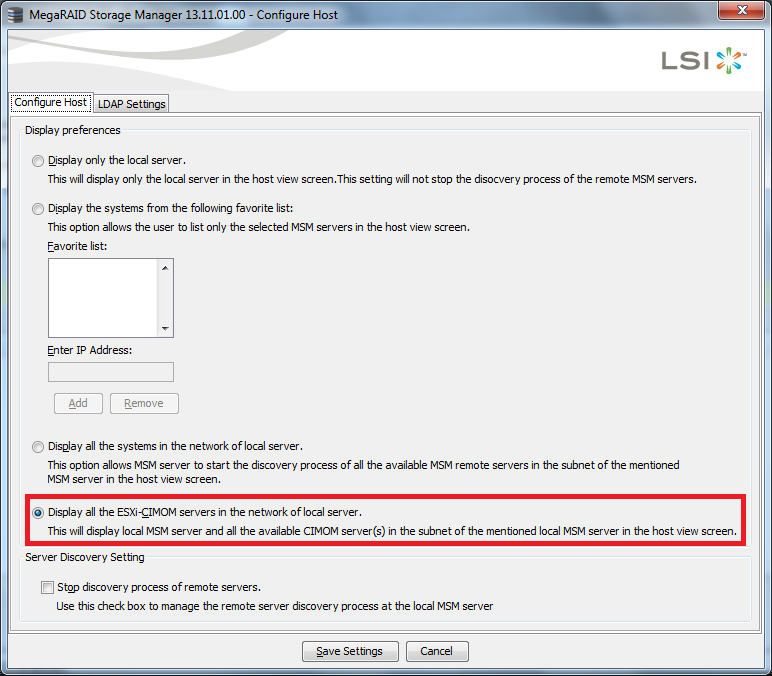 MegaRAID Storage Manager 13.11.01.00 - Configure Host
LSI
Configure Host
LDAP Settings
Display preferences
Display only the local server.
This will display only the local server in the host view screen.This setting will not stop the disocvery process of the remote MSM servers.
Display the systems from the following favorite list:
This option allows the user to list only the selected MSM servers in the host view screen.
Favorite list:
Enter IP Address:
Add
Remove
Display all the systems in the network of local server.
This option allows MSM server to start the discovery process of all the available MSM remote servers in the subnet of the mentioned
MSM server in the host view screen.
Display all the ESXi-CIMOM servers in the network of local server.
This will display local MSM server and all the available CIMOM server(s) in the subnet of the mentioned local MSM server in the host view screen.
Server Discovery Setting
Stop discovery process of remote servers.
Use this check box to manage the remote server discovery process at the local MSM server
Save Settings
Cancel